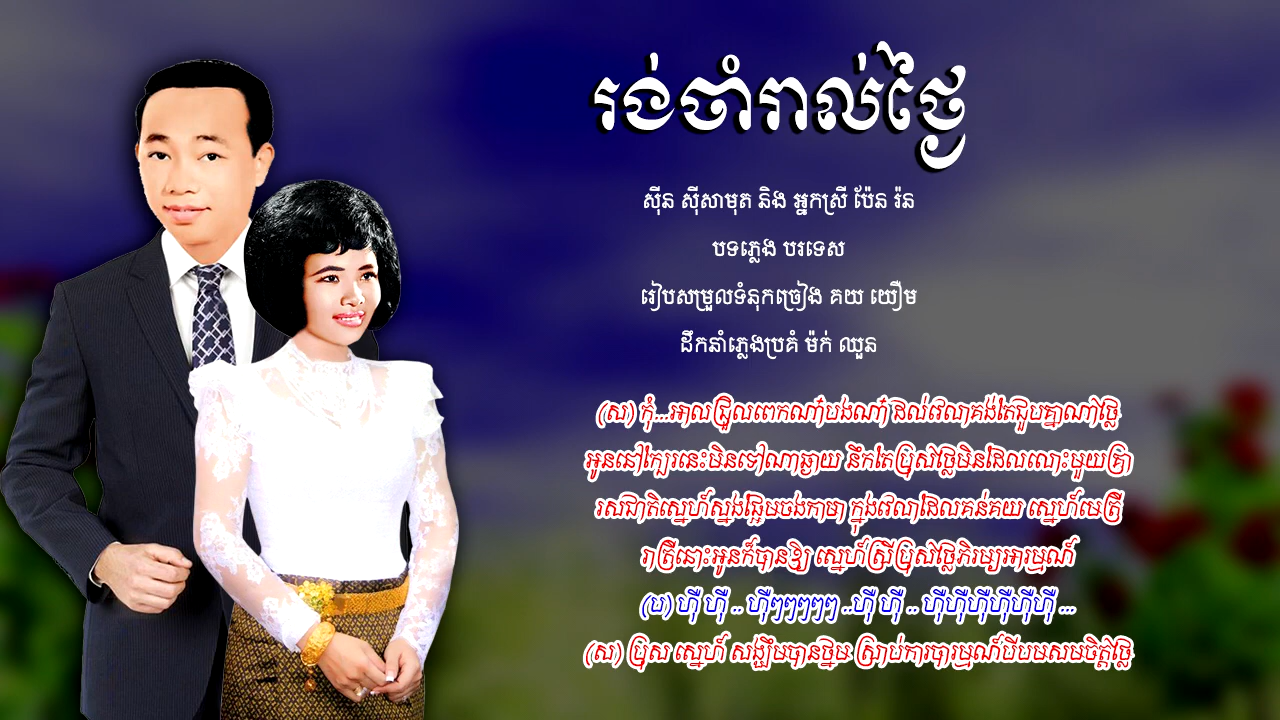 រង់ចាំរាល់ថ្ងៃ
ស៊ីន ស៊ីសាមុត និង អ្នកស្រី ប៉ែន រ៉ន
បទភ្លេង បរទេស
រៀបសម្រួលទំនុកច្រៀង គយ យឿម
ដឹកនាំភ្លេងប្រគំ ម៉ក់ ឈួន
(ស) កុំ...អាលជ្រួលពេកណា៎បងណា៎ ដល់វេលាគង់តែជួបគ្នាណាថ្លៃ
អូននៅក្បែរនេះមិនទៅណាឆ្ងាយ នឹកតែប្រុសថ្លៃមិនដែលលោះមួយគ្រា
រសជាតិស្នេហ៍ស្នងផ្អែមចងកាមា ក្នុងវេលាដែលគន់គយ ស្នេហ៍មេត្រី
រាត្រីនោះអូនក៏បានឱ្យ ស្នេហ៍ស្រីប្រុសថ្លៃភិរម្យអារម្មណ៍
(ប) ហ៊ឺ ហ៊ឺ .. ហ៊ឺៗៗៗៗៗ ..ហ៊ឺ ហ៊ឺ .. ហ៊ឺហ៊ឺហ៊ឺហ៊ឺហ៊ឺហ៊ឺ ...
(ស) ប្រុស ស្នេហ៍ សង្ឃឹមបានថ្នម ស្រាប់ការបារម្មណ៍បីបមសមចិត្តថ្លៃ